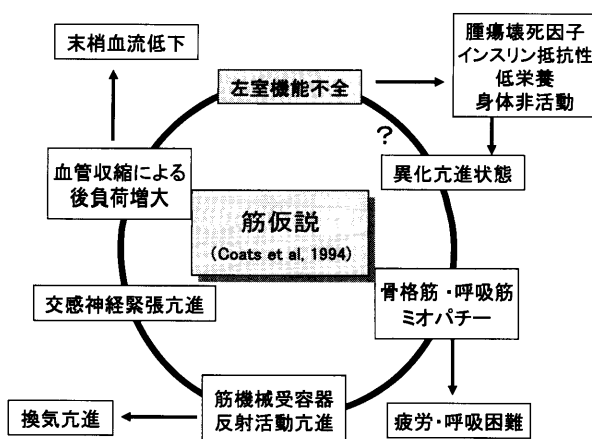 末梢血流低下
左室機能不全
腫瘍壊死因子
インスリン抵抗性
低栄養
身体非活動
?
異化亢進状態
血管収縮による
後負荷増大
筋仮説
(Coats et al, 1994)
交感神経緊張亢進
骨格筋・呼吸筋
ミオパチー
筋機械受容器
反射活動亢進
換気亢進
疲労・呼吸困難